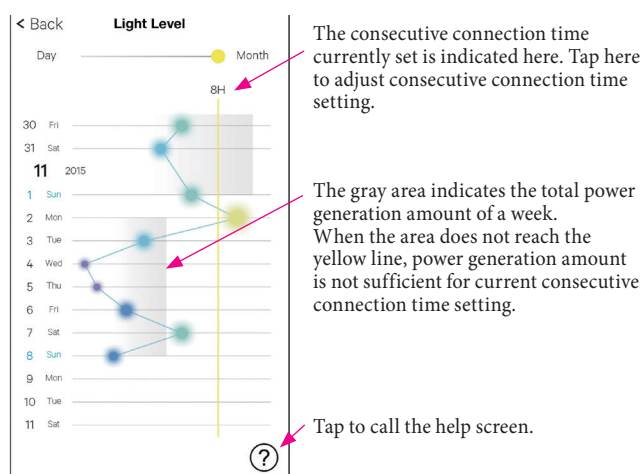 < Back Light Level
Day Month
8H
30 Fri
31 Sat
11 2015
1 Sun
2 Mon
3 Tue
4 Wed
5 Thu
6 Fri
7 Sat
8 Sun
9 Mon
10 Tue
11 Sat
?
The consecutive connection time
currently set is indicated here. Tap here
to adjust consecutive connection time
setting.
The gray area indicates the total power
generation amount of a week.
When the area does not reach the
yellow line, power generation amount
is not sufficient for current consecutive
connection time setting.
Tap to call the help screen.